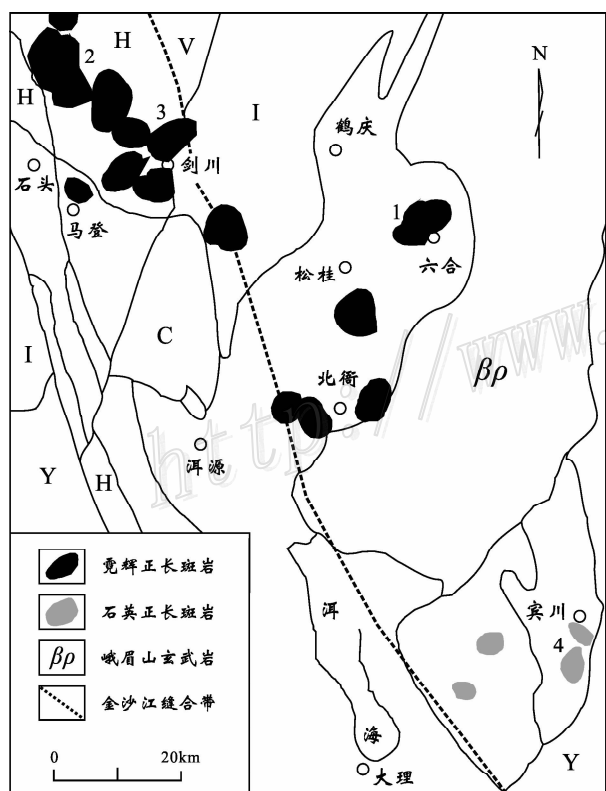 H
V
2
N
H
3
I
鹤庆
剑川
石头
1
马登
六合
松桂
C
I
βρ
北衙
http://www.
洱源
Y
H
霓辉正长斑岩
石英正长斑岩
βρ 峨眉山玄武岩
金沙江缝合带
0 20km
洱
海
大理
宾川
4
Y